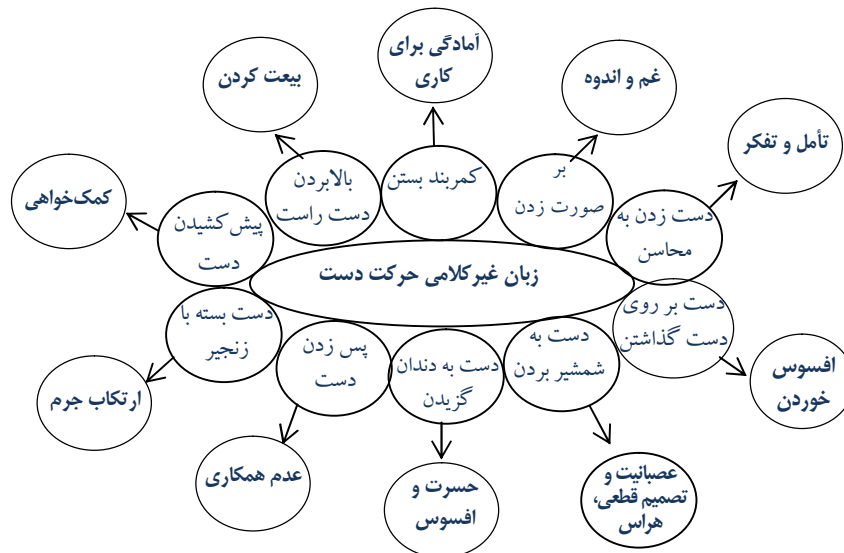 آمادگی برای
کاری
بیعت کردن
غم و اندوه
تأمل و تفکر
کمک‌خواهی
کمربند بستن
بالابردن
دست راست
بر
صورت زدن
دست زدن به
محاسن
پیش کشیدن
دست
زبان غیرکلامی حرکت دست
دست بر روی
دست گذاشتن
دست بسته با
زنجیر
پس زدن
دست
دست به دندان
گزیدن
دست به
شمشیر بردن
افسوس
خوردن
ارتکاب جرم
عدم همکاری
حسرت و
افسوس
عصبانیت و
تصمیم قطعی،
هراس